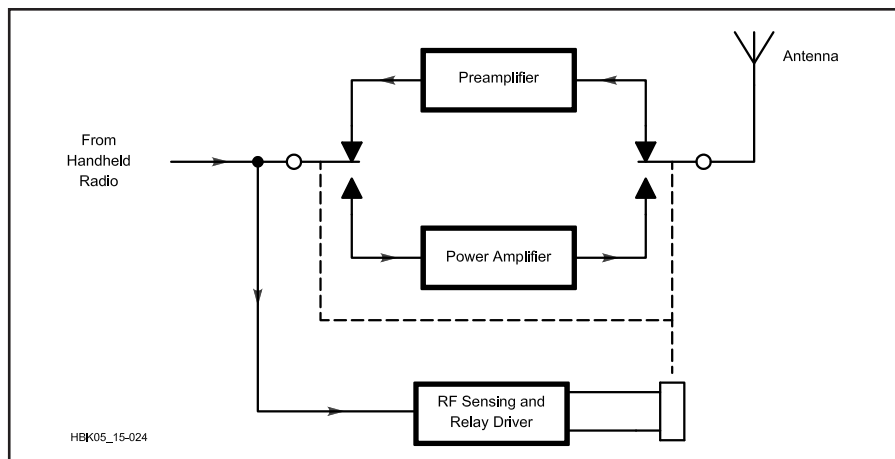 Preamplifier
Antenna
From
Handheld
Radio
Power Amplifier
RF Sensing and
Relay Driver
HBK05_15-024